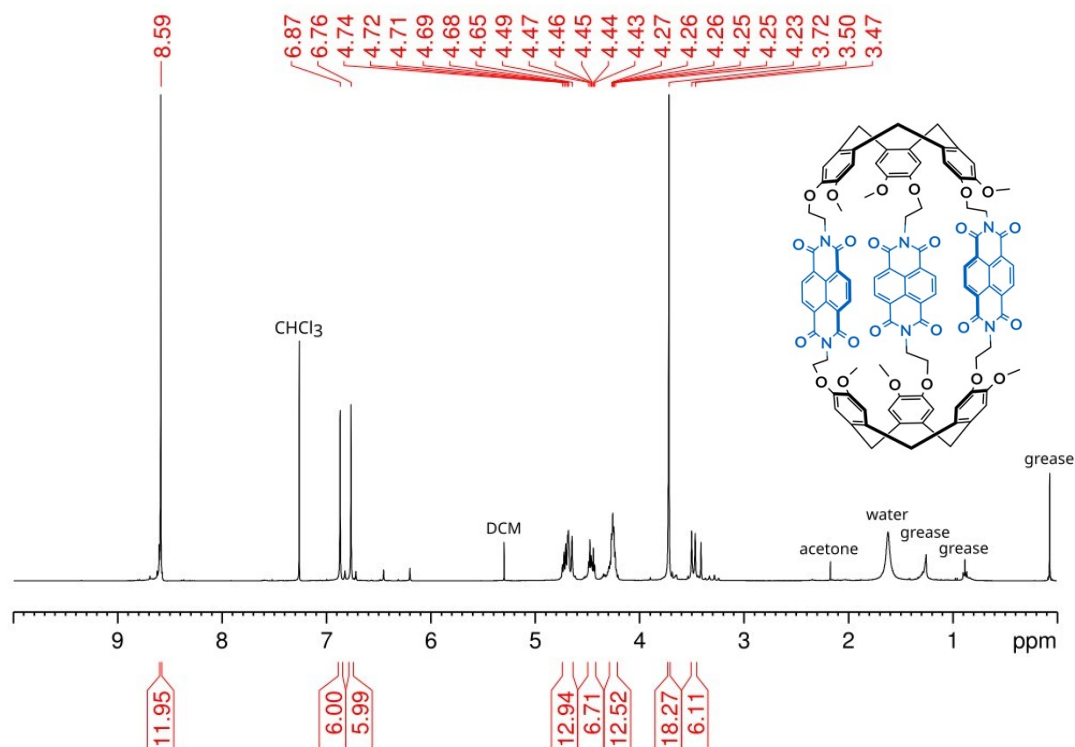 8.59
6.87
6.76
4.74
4.72
4.71
4.69
4.68
4.65
4.49
4.47
4.46
4.45
4.44
4.43
4.27
4.26
4.26
4.25
4.25
4.23
3.72
3.50
3.47
O O O O O O
O O O
N N N
O O O O O O
O O O O O O
N N N
O O O O O O
CHCl3
DCM
acetone
water
grease
grease
grease
9 8 7 6 5 4 3 2 1 ppm
11.95
6.00
5.99
12.94
6.71
12.52
18.27
6.11